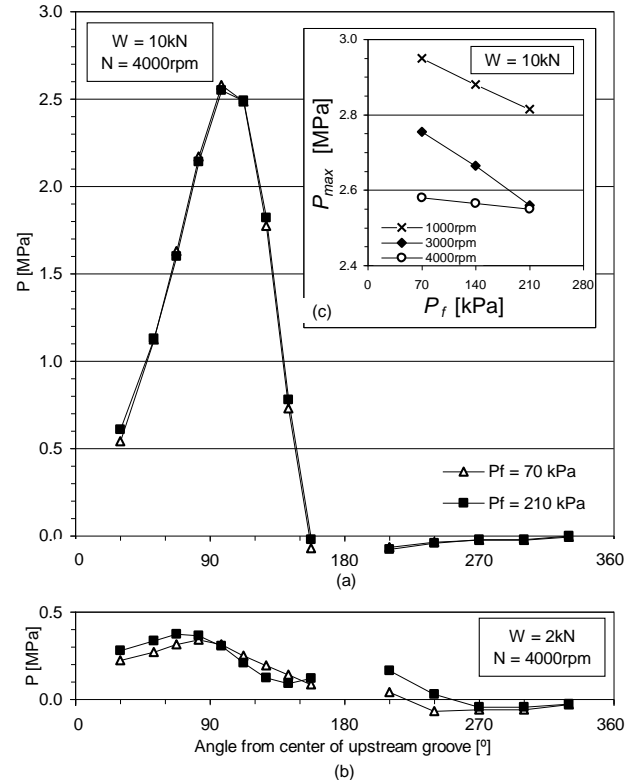 (a)
W = 10kN
N = 4000rpm
P [MPa]
3.0
2.5
2.0
1.5
1.0
0.5
0.0
0
90
180
270
360
Pf = 70 kPa
Pf = 210 kPa
(c)
W = 10kN
Pmax [MPa]
3.0
2.8
2.6
2.4
1000rpm
3000rpm
4000rpm
0
70
140
210
280
(c)
Pf [kPa]
(a)
P [MPa]
0.5
0.0
W = 2kN
N = 4000rpm
0
90
180
270
360
Angle from center of upstream groove [º]
(b)